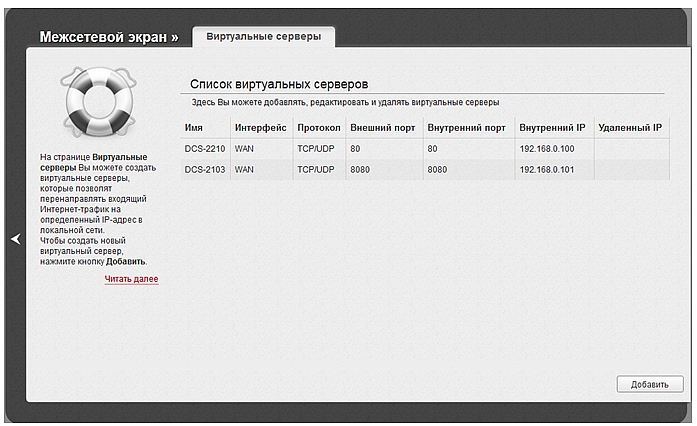 Межсетевой экран »
Виртуальные серверы
На странице Виртуальные
серверы Вы можете создать
виртуальные серверы,
которые позволят
перенаправлять входящий
Интернет-трафик на
определенный IP-адрес в
локальной сети.
Чтобы создать новый
виртуальный сервер,
нажмите кнопку Добавить.
Читать далее
Список виртуальных серверов
Здесь Вы можете добавлять, редактировать и удалять виртуальные серверы
Имя Интерфейс Протокол Внешний порт Внутренний порт Внутренний IP Удаленный IP
DCS-2210 WAN TCP/UDP 80 80 192.168.0.100
DCS-2103 WAN TCP/UDP 8080 8080 192.168.0.101
Добавить